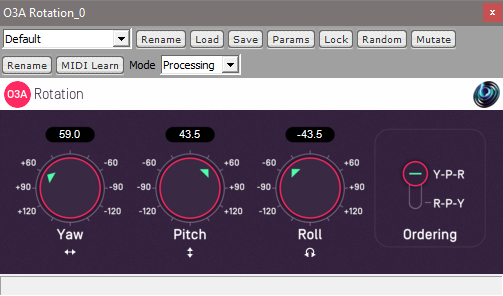 O3A Rotation_0 x
Default Rename Load Save Params Lock Random Mutate
Rename MIDI Learn Mode Processing
O3A Rotation
59.0 43.5 -43.5
+60 -60 +60 -60 +60 -60 Y-P-R
+90 -90 +90 -90 +90 -90
+120 -120 +120 -120 +120 -120 R-P-Y
Yaw Pitch Roll Ordering